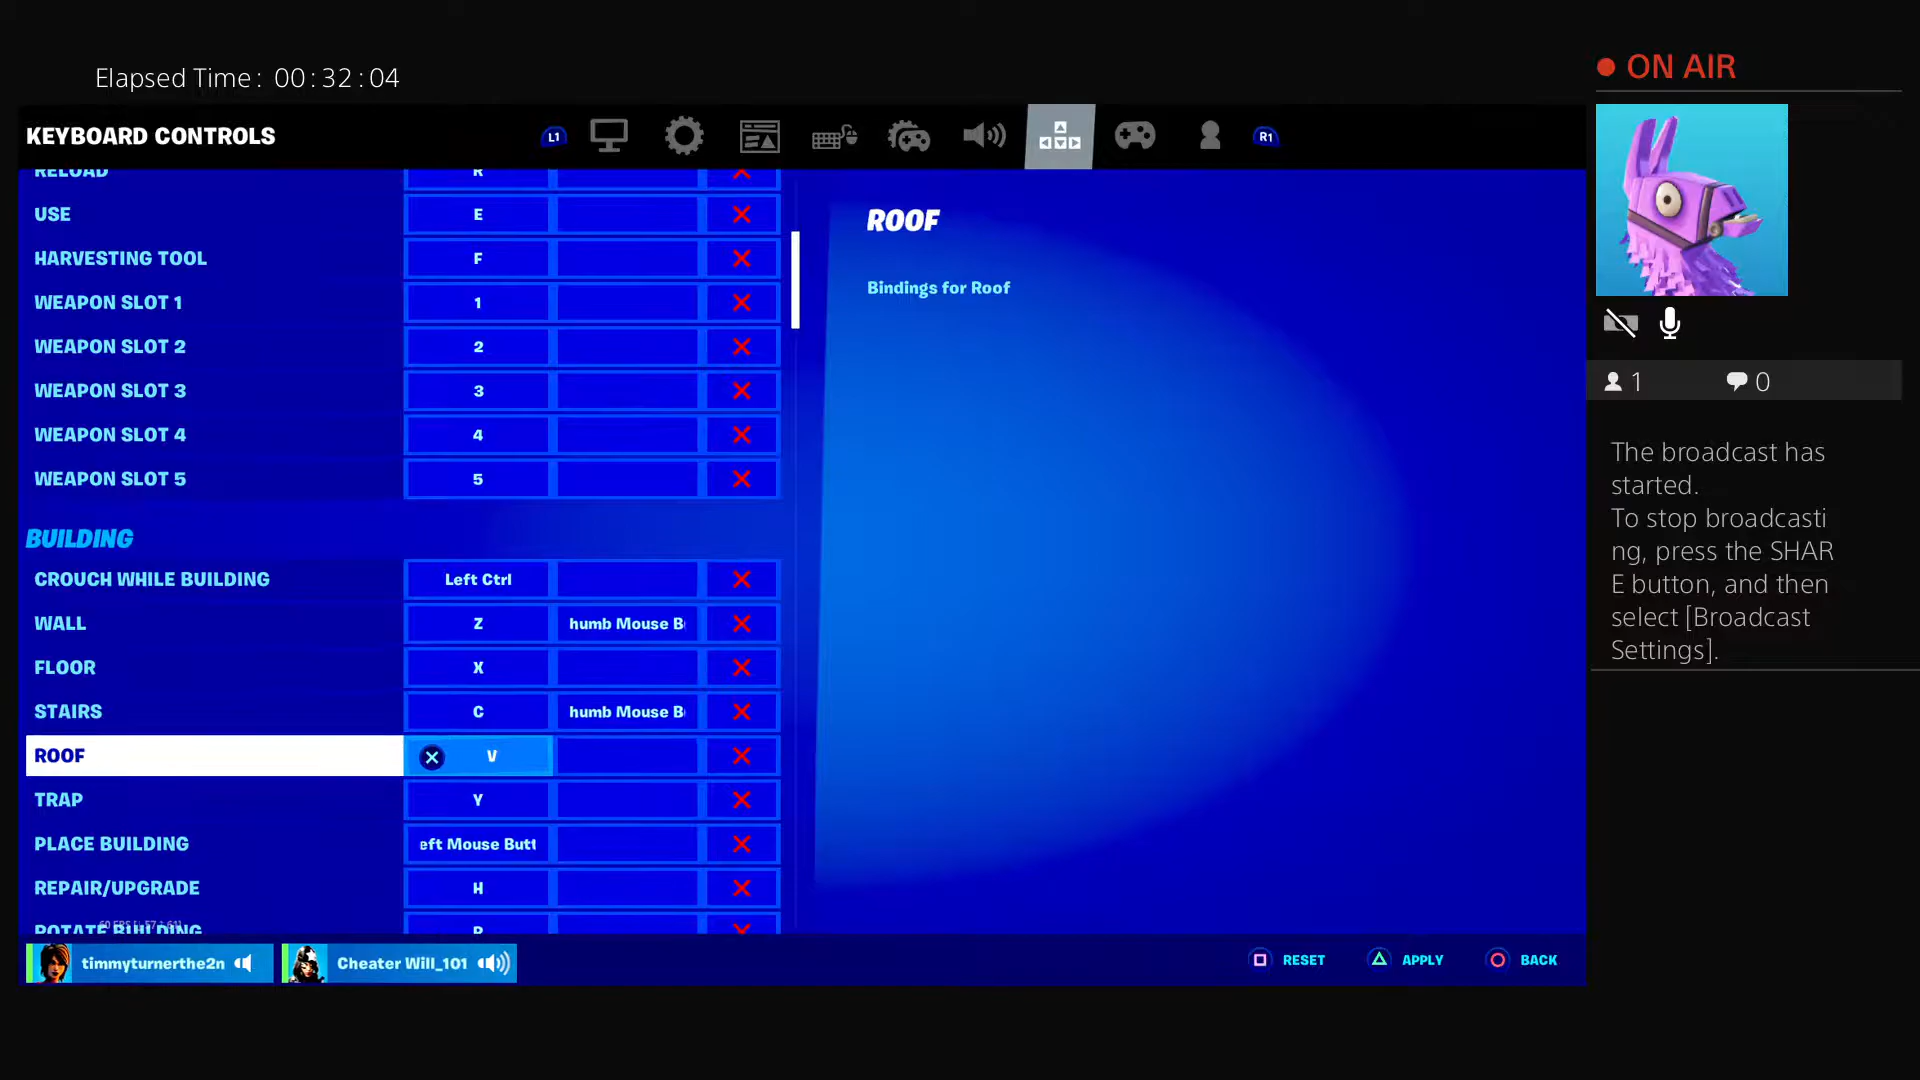 Elapsed Time: 00:32:04
ON AIR
KEYBOARD CONTROLS
L1
R1
RELOAD R
USE E
HARVESTING TOOL F
WEAPON SLOT 1 1
WEAPON SLOT 2 2
WEAPON SLOT 3 3
WEAPON SLOT 4 4
WEAPON SLOT 5 5
BUILDING
CROUCH WHILE BUILDING Left Ctrl
WALL Z humb Mouse B
FLOOR X
STAIRS C humb Mouse B
ROOF V
TRAP Y
PLACE BUILDING eft Mouse Butt
REPAIR/UPGRADE H
ROTATE BUILDING R
ROOF
Bindings for Roof
1 0
The broadcast has
started.
To stop broadcasti
ng, press the SHAR
E button, and then
select [Broadcast
Settings].
timmyturnerthe2n
Cheater Will_101
RESET
APPLY
BACK